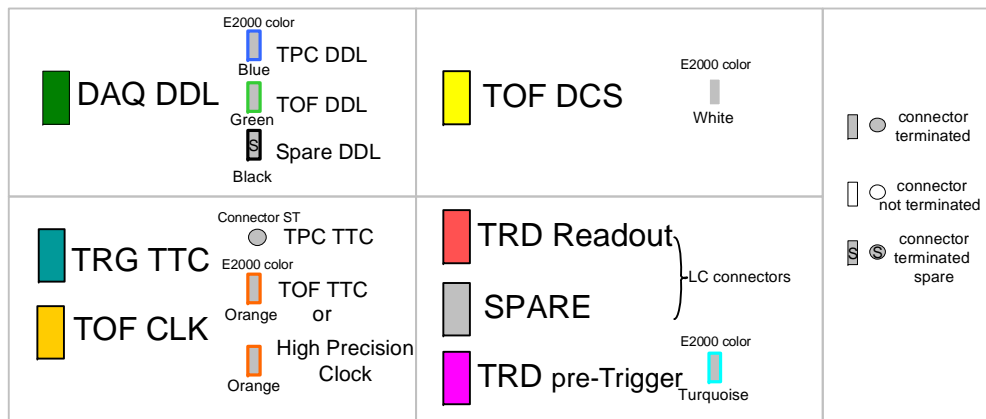 E2000 color
Blue
TPC DDL
DAQ DDL
Green
TOF DDL
S
Black
Spare DDL
TOF DCS
E2000 color
White
connector
terminated
connector
not terminated
S
S
connector
terminated
spare
TRG TTC
Connector ST
TPC TTC
E2000 color
Orange
TOF TTC
or
TOF CLK
Orange
High Precision
Clock
TRD Readout
SPARE
LC connectors
TRD pre-Trigger
E2000 color
Turquoise